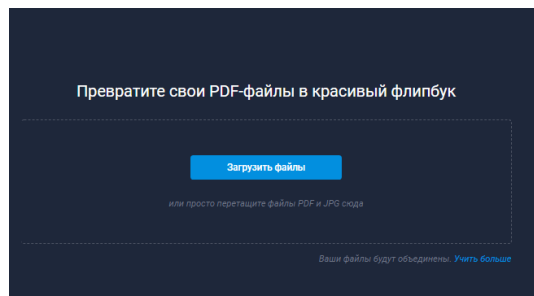 Превратите свои PDF-файлы в красивый флипбук
Загрузить файлы
или просто перетащите файлы PDF и JPG сюда
Ваши файлы будут объединены. Учить больше